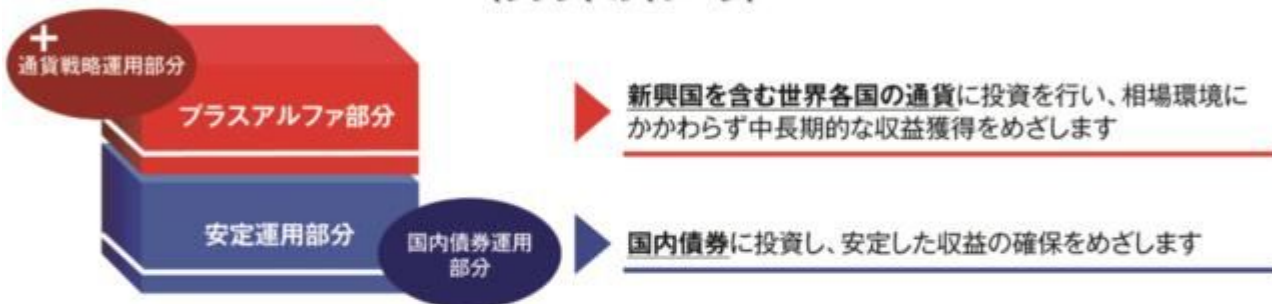 +
通貨戦略運用部分
プラスアルファ部分
新興国を含む世界各国の通貨に投資を行い、相場環境に
かかわらず中長期的な収益獲得をめざします
安定運用部分
国内債券運用
部分
国内債券に投資し、安定した収益の確保をめざします